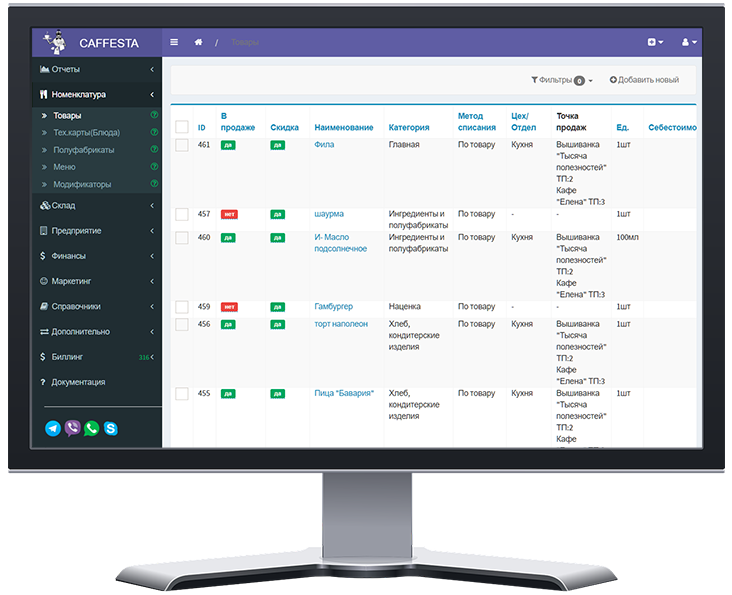 CAFFESTA
/ Товары
Отчеты
Фильтры 0
Добавить новый
Номенклатура
Товары
Тех.карты(Блюда)
Полуфабрикаты
Меню
Модификаторы
Склад
Предприятие
Финансы
Маркетинг
Справочники
Дополнительно
Биллинг 316
Документация
ID
В
продаже
Скидка
Наименование
Категория
Метод
списания
Цех/
Отдел
Точка
продаж
Ед.
Себестоимо
461 да да Фила Главная По товару Кухня Вышиванка 1шт
"Тысяча
полезностей"
ТП:2
Кафе
"Елена" ТП:3
457 нет да шаурма Ингредиенты и По товару - - 1шт
полуфабрикаты
460 да да И- Масло Ингредиенты и По товару Кухня Вышиванка 100мл
подсолнечное полуфабрикаты "Тысяча
полезностей"
ТП:2
Кафе
"Елена" ТП:3
459 нет да Гамбургер Наценка По товару - - 1шт
456 да да торт наполеон Хлеб, По товару Кухня Вышиванка 1шт
кондитерские "Тысяча
изделия полезностей"
ТП:2
Кафе
"Елена" ТП:3
455 да да Пица "Бавария" Хлеб, По товару Кухня Вышиванка 1шт
кондитерские "Тысяча
изделия полезностей"
ТП:2
Кафе